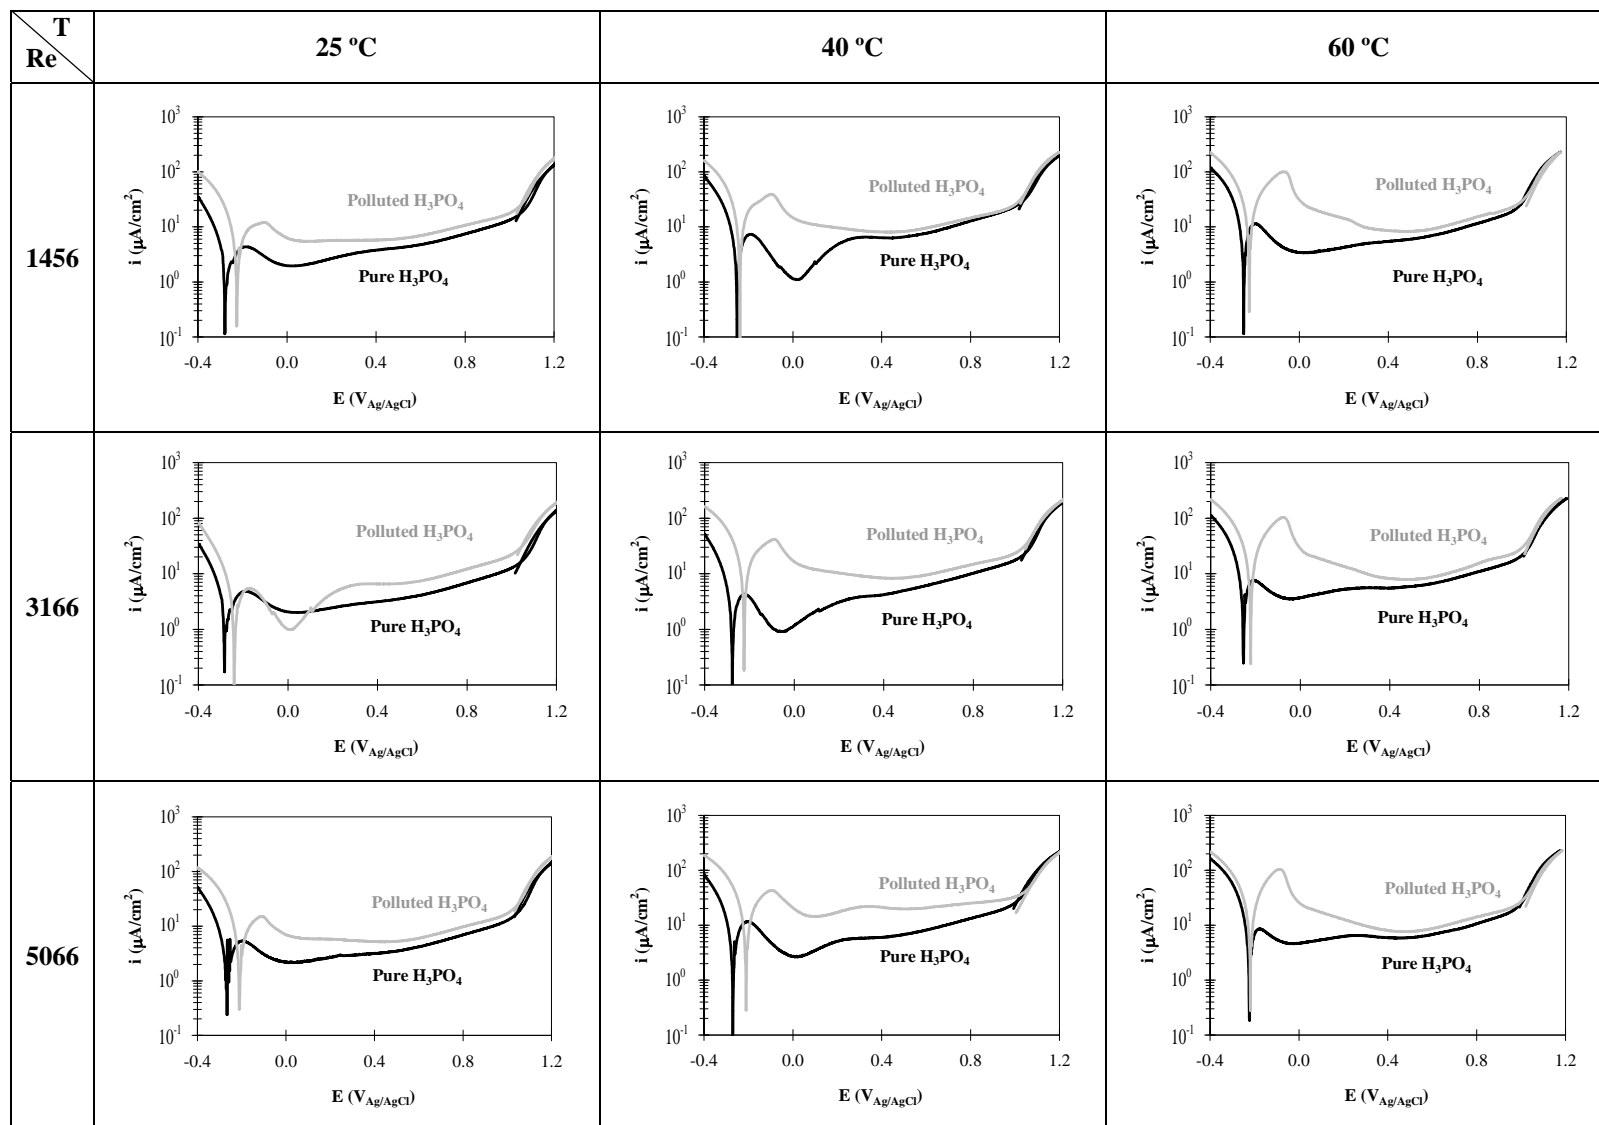 T
Re
25 ºC
40 ºC
60 ºC
1456
10³
10²
10¹
10⁰
10⁻¹
i (µA/cm²)
Polluted H₃PO₄
Pure H₃PO₄
-0.4 0.0 0.4 0.8 1.2
E (V_Ag/AgCl)
10³
10²
10¹
10⁰
10⁻¹
i (µA/cm²)
Polluted H₃PO₄
Pure H₃PO₄
-0.4 0.0 0.4 0.8 1.2
E (V_Ag/AgCl)
10³
10²
10¹
10⁰
10⁻¹
i (µA/cm²)
Polluted H₃PO₄
Pure H₃PO₄
-0.4 0.0 0.4 0.8 1.2
E (V_Ag/AgCl)
3166
10³
10²
10¹
10⁰
10⁻¹
i (µA/cm²)
Polluted H₃PO₄
Pure H₃PO₄
-0.4 0.0 0.4 0.8 1.2
E (V_Ag/AgCl)
10³
10²
10¹
10⁰
10⁻¹
i (µA/cm²)
Polluted H₃PO₄
Pure H₃PO₄
-0.4 0.0 0.4 0.8 1.2
E (V_Ag/AgCl)
10³
10²
10¹
10⁰
10⁻¹
i (µA/cm²)
Polluted H₃PO₄
Pure H₃PO₄
-0.4 0.0 0.4 0.8 1.2
E (V_Ag/AgCl)
5066
10³
10²
10¹
10⁰
10⁻¹
i (µA/cm²)
Polluted H₃PO₄
Pure H₃PO₄
-0.4 0.0 0.4 0.8 1.2
E (V_Ag/AgCl)
10³
10²
10¹
10⁰
10⁻¹
i (µA/cm²)
Polluted H₃PO₄
Pure H₃PO₄
-0.4 0.0 0.4 0.8 1.2
E (V_Ag/AgCl)
10³
10²
10¹
10⁰
10⁻¹
i (µA/cm²)
Polluted H₃PO₄
Pure H₃PO₄
-0.4 0.0 0.4 0.8 1.2
E (V_Ag/AgCl)